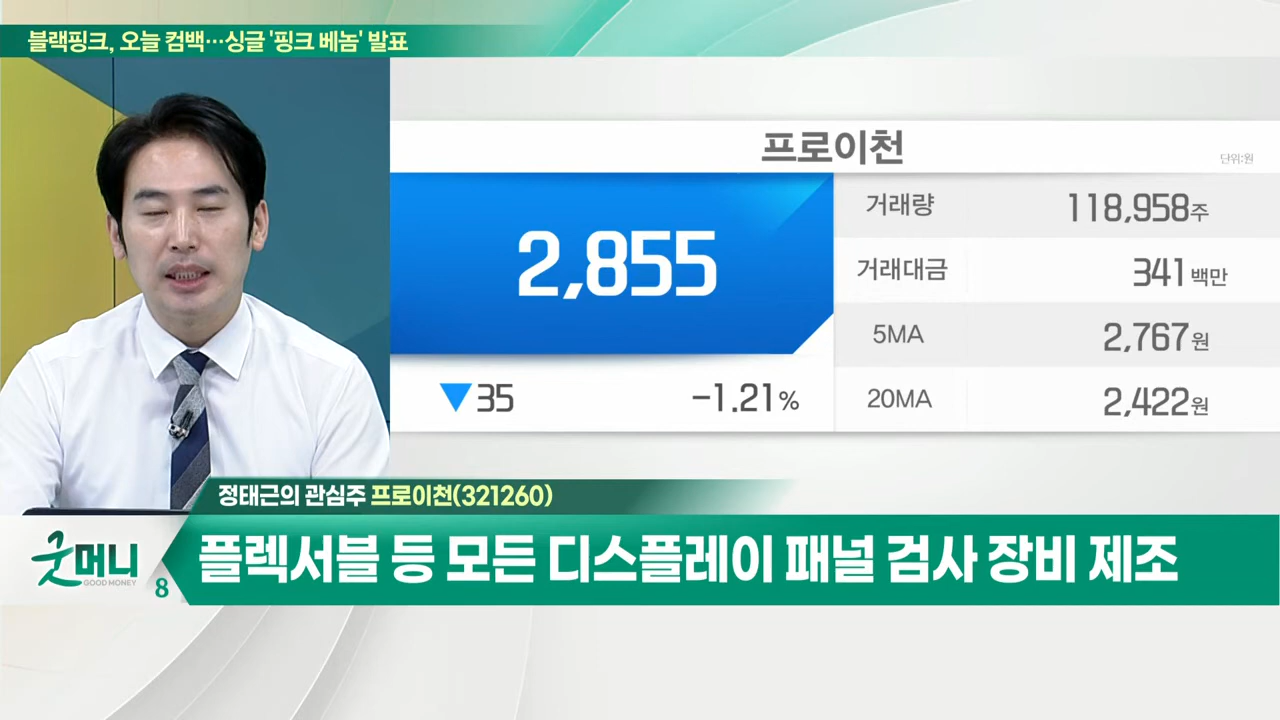 블랙핑크, 오늘 컴백…싱글 '핑크 베놈' 발표
프로이천
단위:원
2,855
▼35 -1.21%
거래량 118,958주
거래대금 341백만
5MA 2,767원
20MA 2,422원
정태근의 관심주 프로이천(321260)
굿머니
GOOD MONEY
8
플렉서블 등 모든 디스플레이 패널 검사 장비 제조